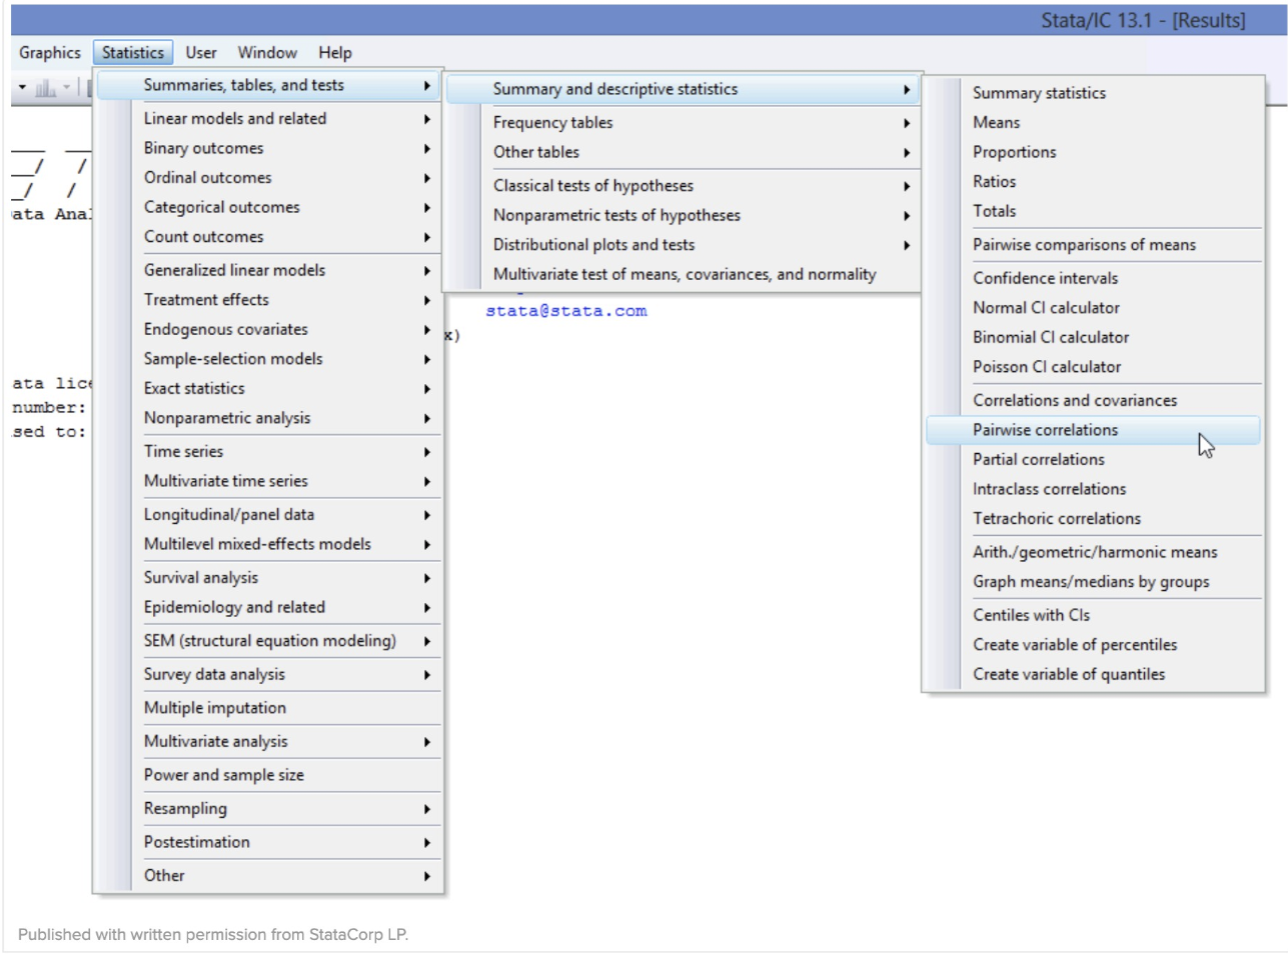 Stata/IC 13.1 - [Results]
Graphics Statistics User Window Help
Summaries, tables, and tests
Linear models and related
Binary outcomes
Ordinal outcomes
Categorical outcomes
Count outcomes
Generalized linear models
Treatment effects
Endogenous covariates
Sample-selection models
Exact statistics
Nonparametric analysis
Time series
Multivariate time series
Longitudinal/panel data
Multilevel mixed-effects models
Survival analysis
Epidemiology and related
SEM (structural equation modeling)
Survey data analysis
Multiple imputation
Multivariate analysis
Power and sample size
Resampling
Postestimation
Other
Summary and descriptive statistics
Frequency tables
Other tables
Classical tests of hypotheses
Nonparametric tests of hypotheses
Distributional plots and tests
Multivariate test of means, covariances, and normality
Summary statistics
Means
Proportions
Ratios
Totals
Pairwise comparisons of means
Confidence intervals
Normal CI calculator
Binomial CI calculator
Poisson CI calculator
Correlations and covariances
Pairwise correlations
Partial correlations
Intraclass correlations
Tetrachoric correlations
Arith./geometric/harmonic means
Graph means/medians by groups
Centiles with CIs
Create variable of percentiles
Create variable of quantiles
ata Anal
stata@stata.com
x)
ata lice
number:
sed to:
Published with written permission from StataCorp LP.